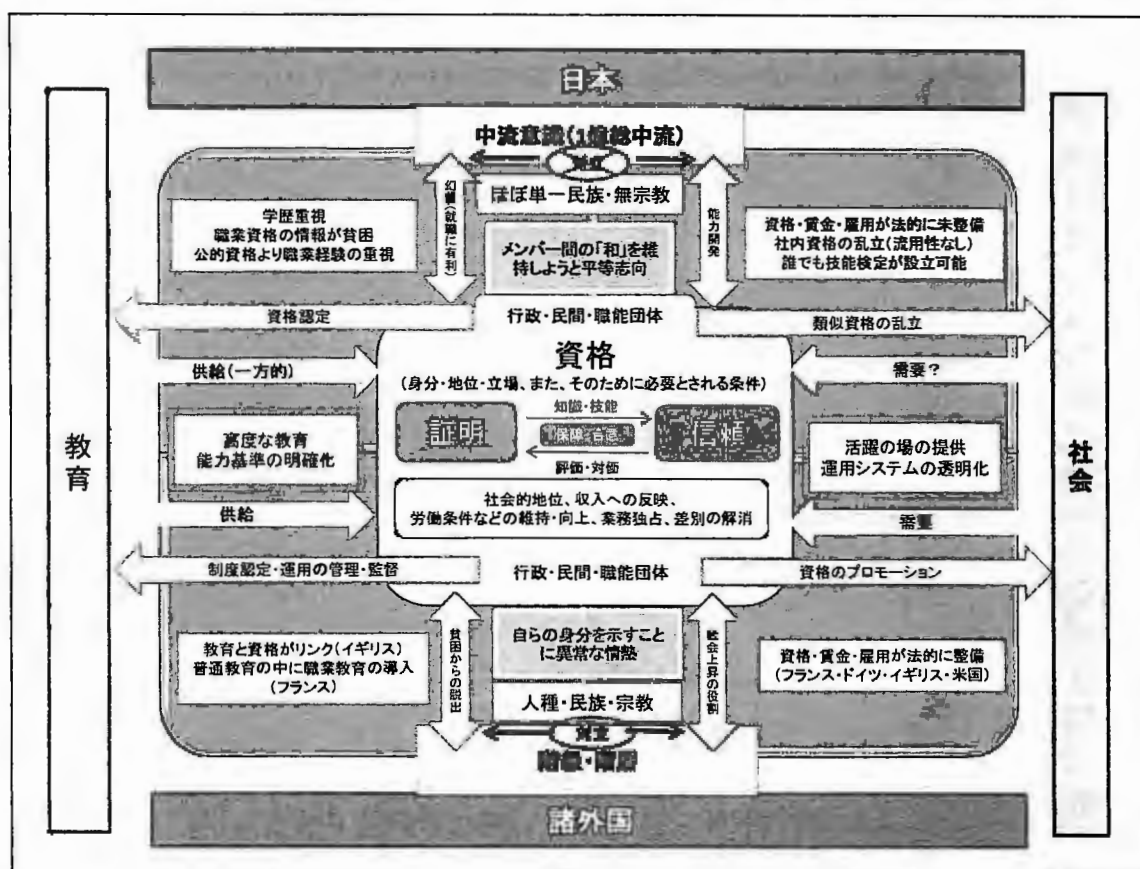 日本
中流意識(1億総中流)
ほぼ単一民族・無宗教
メンバー間の「和」を維
持しようと平等志向
幻想(就職に有利)
能力開発
学歴重視
職業資格の情報が貧困
公的資格より職業経験の重視
資格・賃金・雇用が法的に未整備
社内資格の乱立(流用性なし)
誰でも技能検定が設立可能
資格認定
行政・民間・職能団体
類似資格の乱立
資格
(身分・地位・立場、また、そのために必要とされる条件)
供給(一方的)
需要?
教育
社会
証明
知識・技能
保障・合意
評価・対価
信頼
高度な教育
能力基準の明確化
活躍の場の提供
運用システムの透明化
社会的地位、収入への反映、
労働条件などの維持・向上、業務独占、差別の解消
供給
需要
制度認定・運用の管理・監督
行政・民間・職能団体
資格のプロモーション
教育と資格がリンク(イギリス)
普通教育の中に職業教育の導入
(フランス)
貧困からの脱出
自らの身分を示すこと
に異常な情熱
人種・民族・宗教
社会上昇の役割
資格・賃金・雇用が法的に整備
(フランス・ドイツ・イギリス・米国)
階級・階層
諸外国